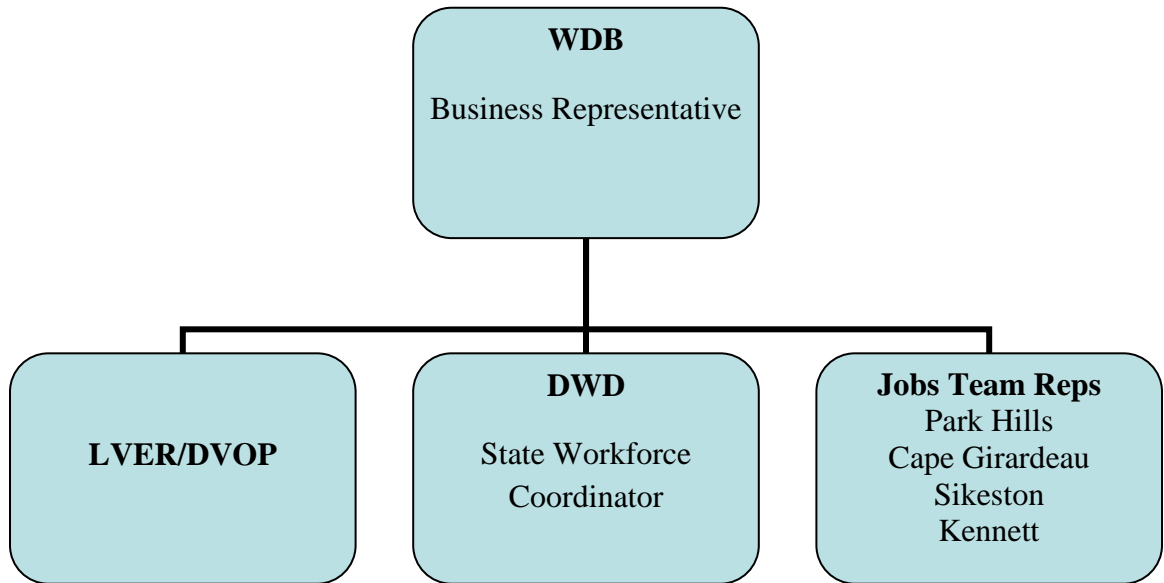 WDB
Business Representative
LVER/DVOP
DWD
State Workforce
Coordinator
Jobs Team Reps
Park Hills
Cape Girardeau
Sikeston
Kennett